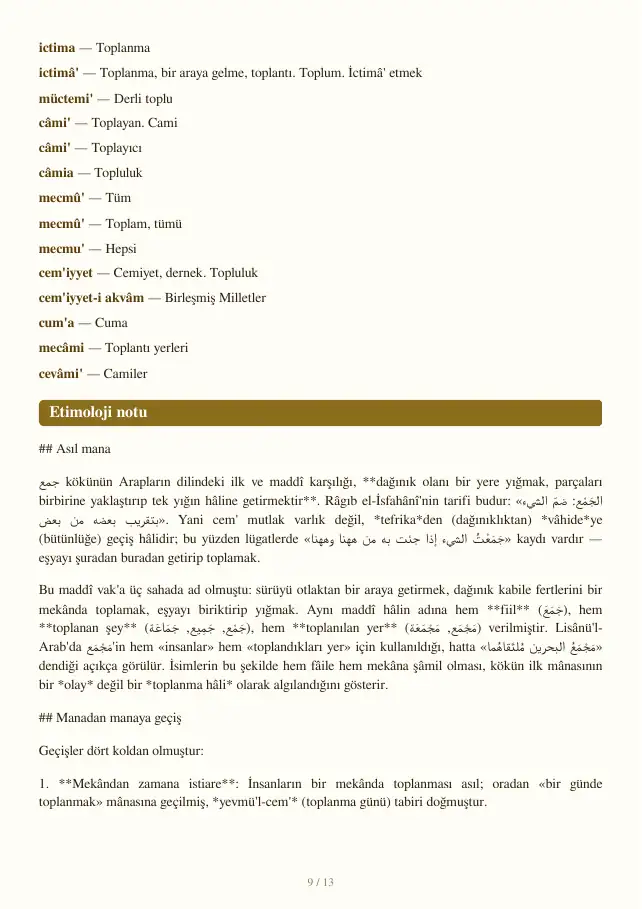 ictima — Toplanma
ictimâ' — Toplanma, bir araya gelme, toplantı. Toplum. İctimâ' etmek
müctemi' — Derli toplu
câmi' — Toplayan. Cami
câmi' — Toplayıcı
câmia — Topluluk
mecmû' — Tüm
mecmû' — Toplam, tümü
mecmu' — Hepsi
cem'iyyet — Cemiyet, dernek. Topluluk
cem'iyyet-i akvâm — Birleşmiş Milletler
cum'a — Cuma
mecâmi — Toplantı yerleri
cevâmi' — Camiler
Etimoloji notu
## Asıl mana
جمع kökünün Arapların dilindeki ilk ve maddî karşılığı, **dağınık olanı bir yere yığmak, parçaları
birbirine yaklaştırıp tek yığın hâline getirmektir**. Râgıb el-İsfahânî'nin tarifi budur: «الجَمْع: ضمّ الشيء
بتقريب بعضه من بعض». Yani cem' mutlak varlık değil, *tefrika*den (dağınıklıktan) *vâhide*ye
(bütünlüğe) geçiş hâlidir; bu yüzden lügatlerde «جَمَعْتُ الشيء إذا جئت به من ههنا وههنا» kaydı vardır —
eşyayı şuradan buradan getirip toplamak.
Bu maddî vak'a üç sahada ad olmuştu: sürüyü otlaktan bir araya getirmek, dağınık kabile fertlerini bir
mekânda toplamak, eşyayı biriktirip yığmak. Aynı maddî hâlin adına hem **fiil** (جَمَعَ), hem
**toplanan şey** (جَمْع, جَمِيع, جَمَاعَة), hem **toplanılan yer** (مَجْمَع, مَجْمَعَة) verilmiştir. Lisânü'l-
Arab'da مَجْمَع'in hem «insanlar» hem «toplandıkları yer» için kullanıldığı, hatta «مَجْمَعُ البحرين مُلتَقاهُما»
dendiği açıkça görülür. İsimlerin bu şekilde hem fâile hem mekâna şâmil olması, kökün ilk mânasının
bir *olay* değil bir *toplanma hâli* olarak algılandığını gösterir.
## Manadan manaya geçiş
Geçişler dört koldan olmuştur:
1. **Mekândan zamana istiare**: İnsanların bir mekânda toplanması asıl; oradan «bir günde
toplanmak» mânasına geçilmiş, *yevmü'l-cem'* (toplanma günü) tabiri doğmuştur.
9 / 13